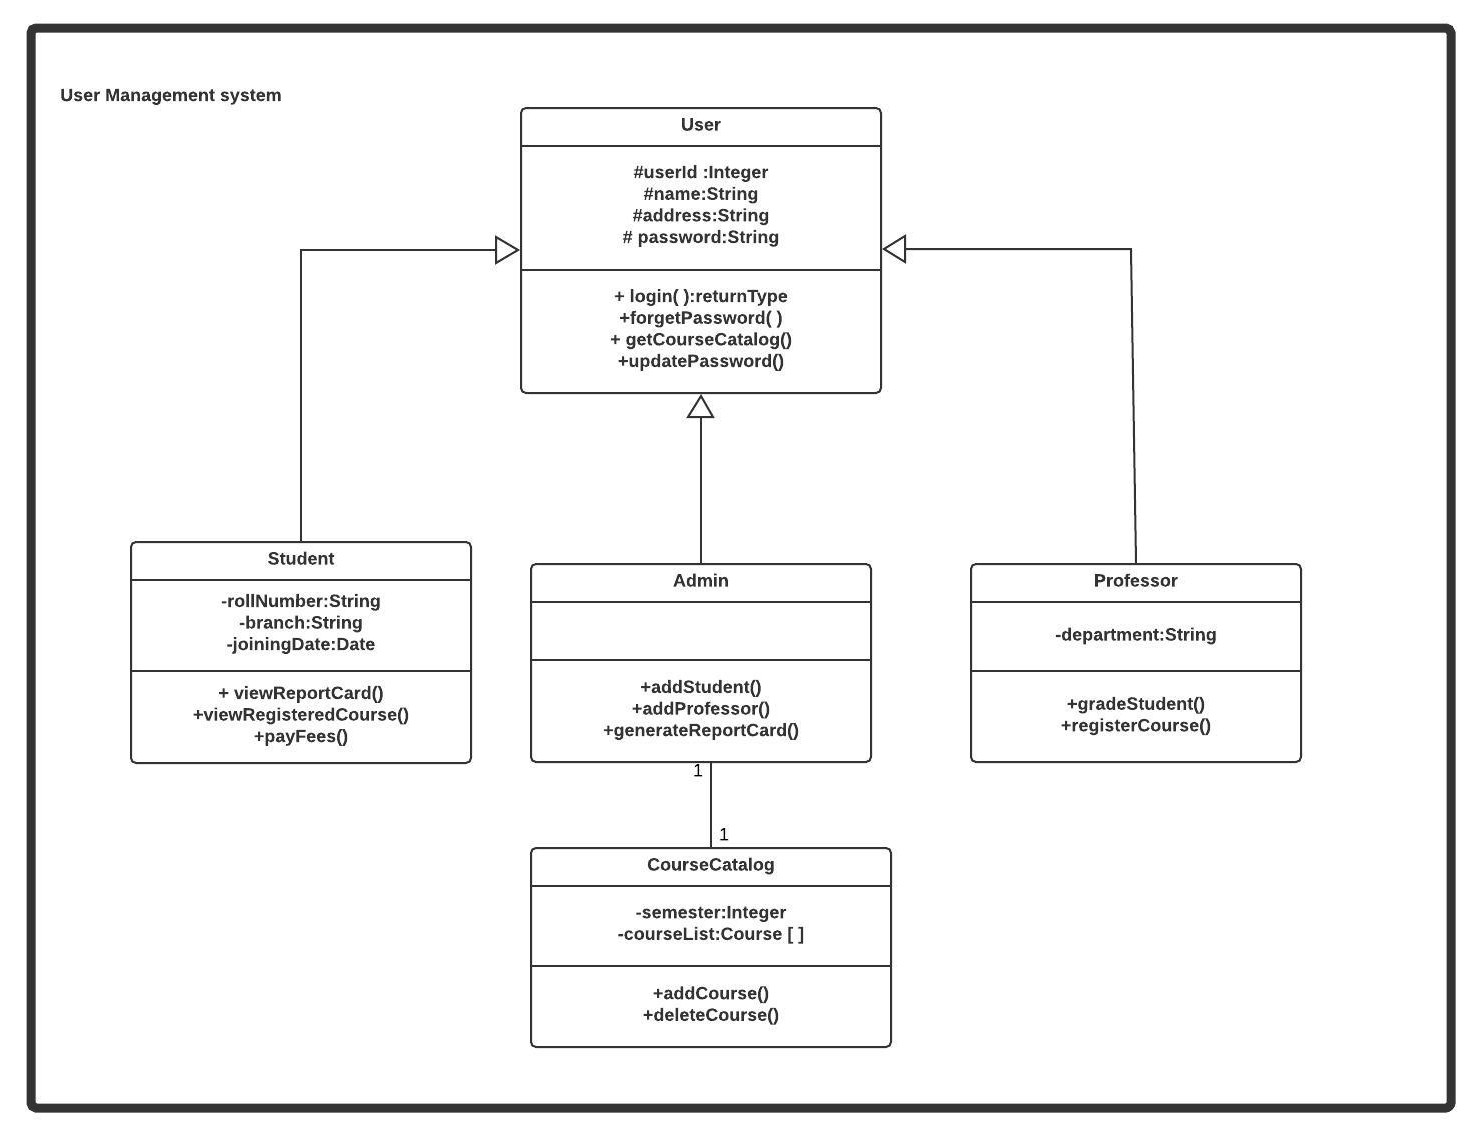 User Management system
User
#userId :Integer
#name:String
#address:String
# password:String
+ login( ):returnType
+forgetPassword( )
+ getCourseCatalog()
+updatePassword()
Student
-rollNumber:String
-branch:String
-joiningDate:Date
+ viewReportCard()
+viewRegisteredCourse()
+payFees()
Admin
+addStudent()
+addProfessor()
+generateReportCard()
Professor
-department:String
+gradeStudent()
+registerCourse()
1
1
CourseCatalog
-semester:Integer
-courseList:Course [ ]
+addCourse()
+deleteCourse()